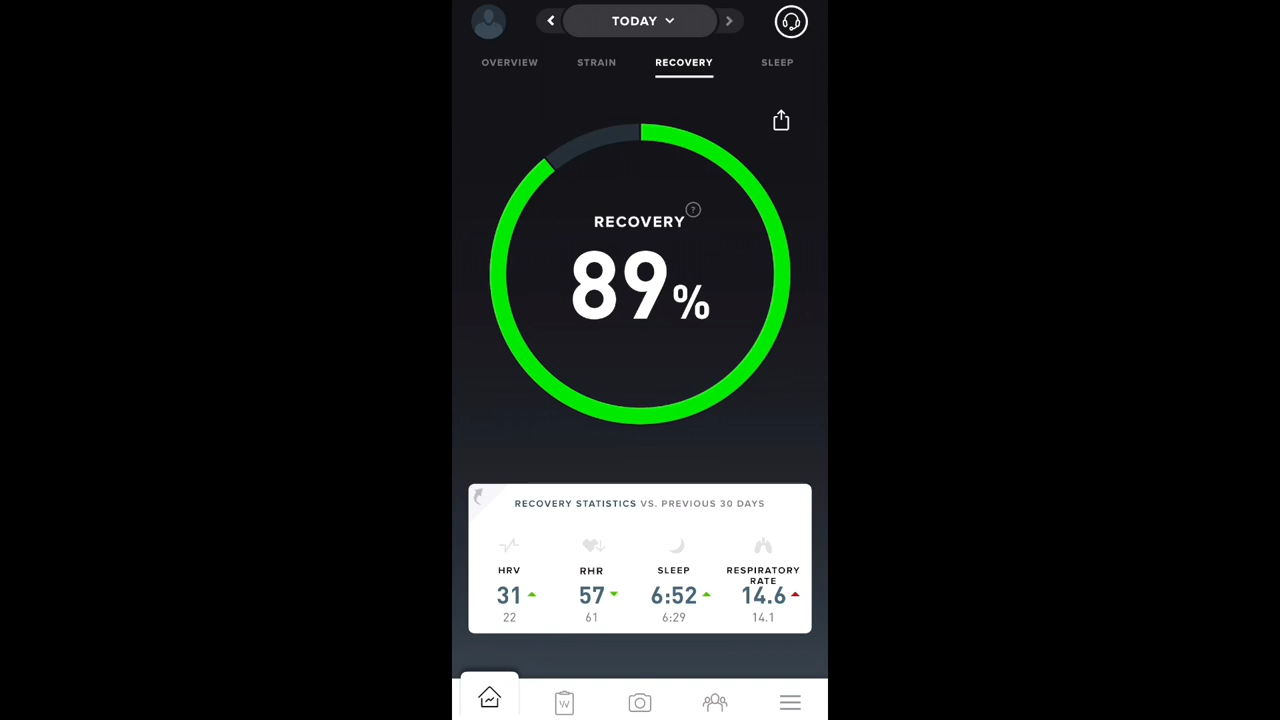 TODAY
OVERVIEW STRAIN RECOVERY SLEEP
RECOVERY ?
89%
RECOVERY STATISTICS VS. PREVIOUS 30 DAYS
HRV RHR SLEEP RESPIRATORY RATE
31 57 6:52 14.6
22 61 6:29 14.1
W